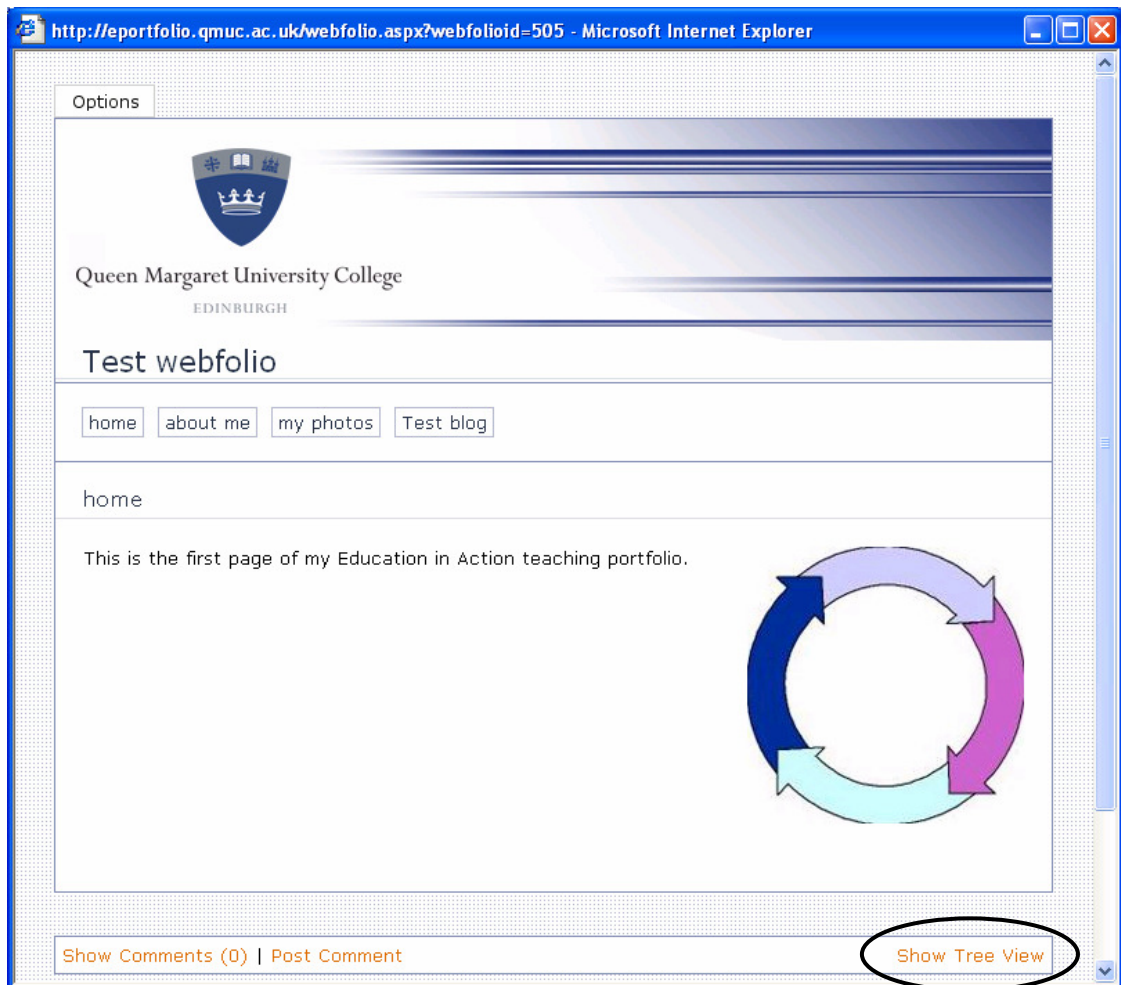 http://eportfolio.qmuc.ac.uk/webfolio.aspx?webfolioid=505 - Microsoft Internet Explorer
Options
Queen Margaret University College
EDINBURGH
Test webfolio
home about me my photos Test blog
home
This is the first page of my Education in Action teaching portfolio.
Show Comments (0) | Post Comment Show Tree View